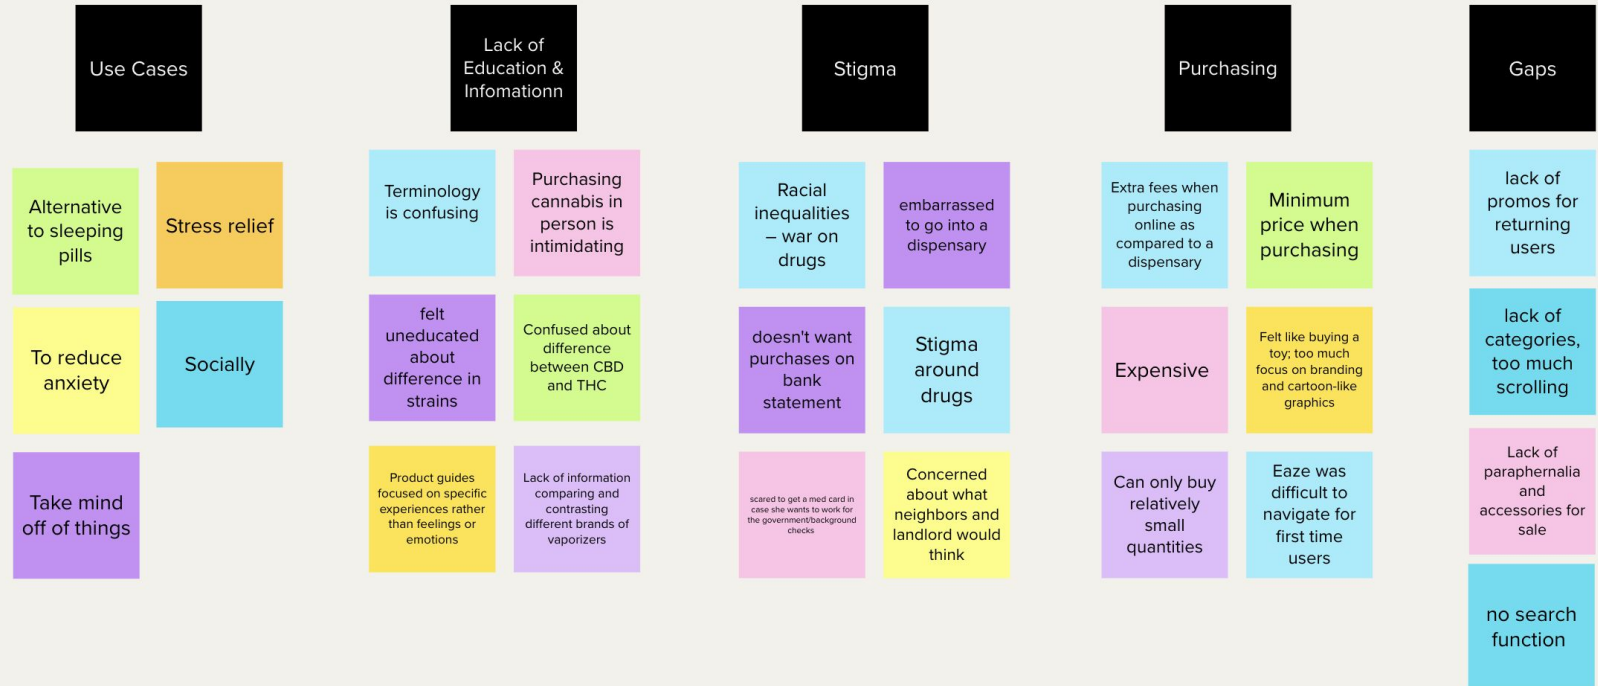 Use Cases
Lack of
Education &
Infomationn
Stigma
Purchasing
Gaps
Alternative
to sleeping
pills
Stress relief
To reduce
anxiety
Socially
Take mind
off of things
Terminology
is confusing
Purchasing
cannabis in
person is
intimidating
felt
uneducated
about
difference in
strains
Confused about
difference
between CBD
and THC
Product guides
focused on specific
experiences rather
than feelings or
emotions
Lack of information
comparing and
contrasting
different brands of
vaporizers
Racial
inequalities
– war on
drugs
embarrassed
to go into a
dispensary
doesn't want
purchases on
bank
statement
Stigma
around
drugs
scared to get a med card in
case she wants to work for
the government/background
checks
Concerned
about what
neighbors and
landlord would
think
Extra fees when
purchasing
online as
compared to a
dispensary
Minimum
price when
purchasing
Expensive
Felt like buying a
toy; too much
focus on branding
and cartoon-like
graphics
Can only buy
relatively
small
quantities
Eaze was
difficult to
navigate for
first time
users
lack of
promos for
returning
users
lack of
categories,
too much
scrolling
Lack of
paraphernalia
and
accessories for
sale
no search
function